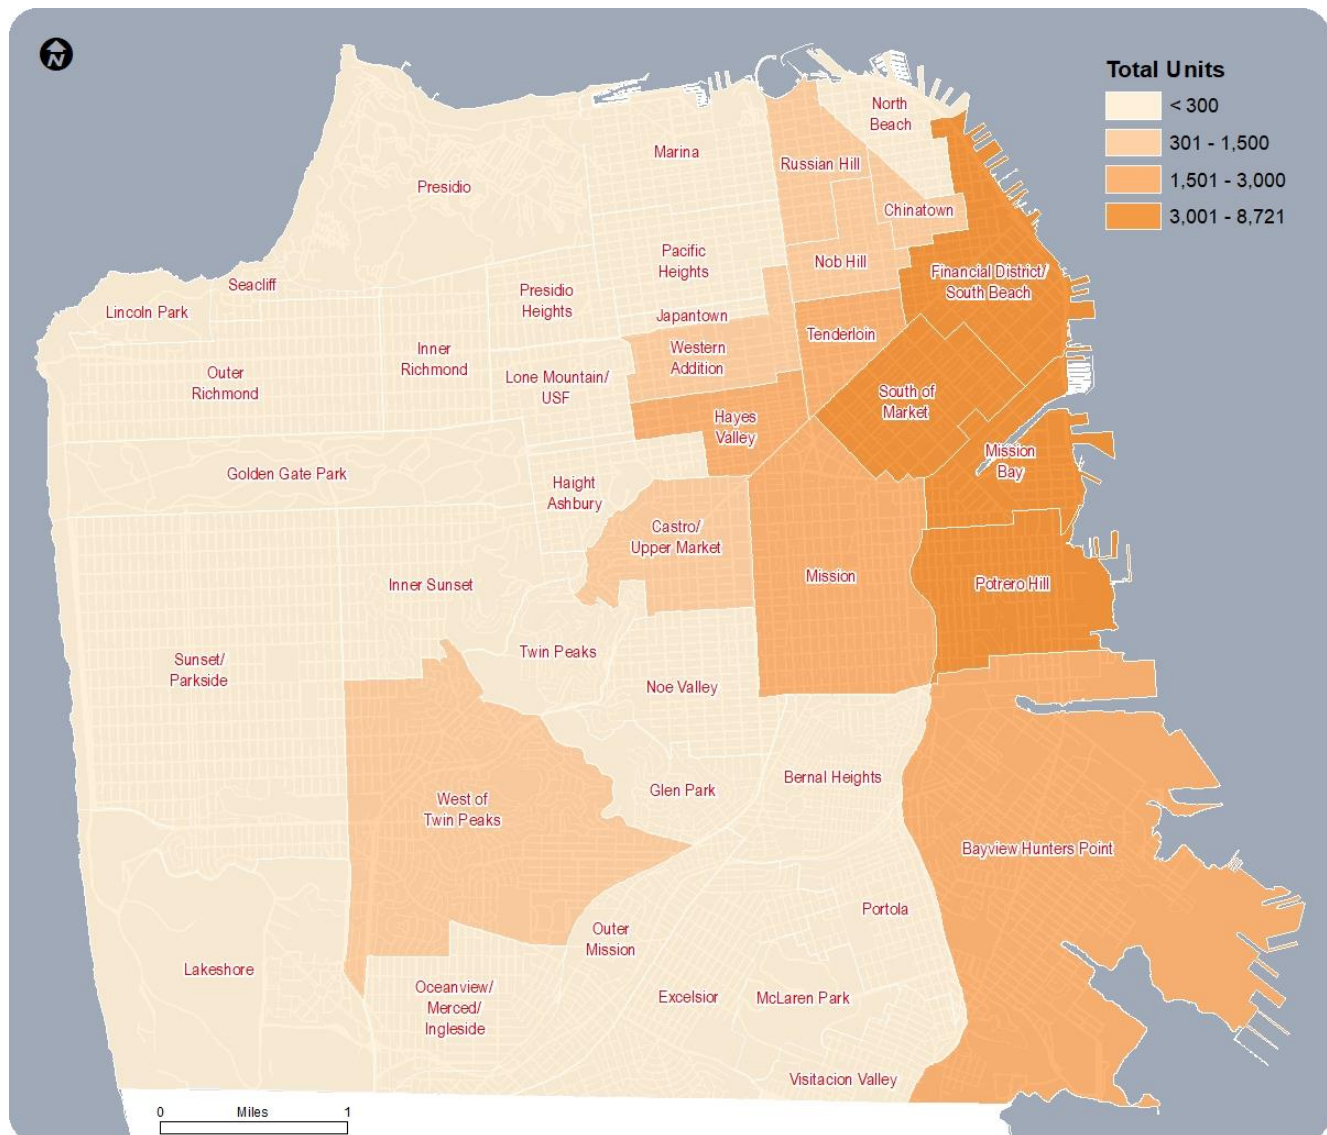 N
Total Units
< 300
301 - 1,500
1,501 - 3,000
3,001 - 8,721
North
Beach
Marina
Russian Hill
Presidio
Chinatown
Pacific
Heights
Nob Hill
Financial District/
South Beach
Seacliff
Lincoln Park
Presidio
Heights
Japantown
Tenderloin
Western
Addition
Inner
Richmond
Outer
Richmond
Lone Mountain/
USF
South of
Market
Hayes
Valley
Mission
Bay
Golden Gate Park
Haight
Ashbury
Castro/
Upper Market
Mission
Potrero Hill
Inner Sunset
Twin Peaks
Sunset/
Parkside
Noe Valley
Bernal Heights
Glen Park
West of
Twin Peaks
Bayview Hunters Point
Portola
Outer
Mission
Lakeshore
Oceanview/
Merced/
Ingleside
Excelsior
McLaren Park
Visitacion Valley
0 Miles 1